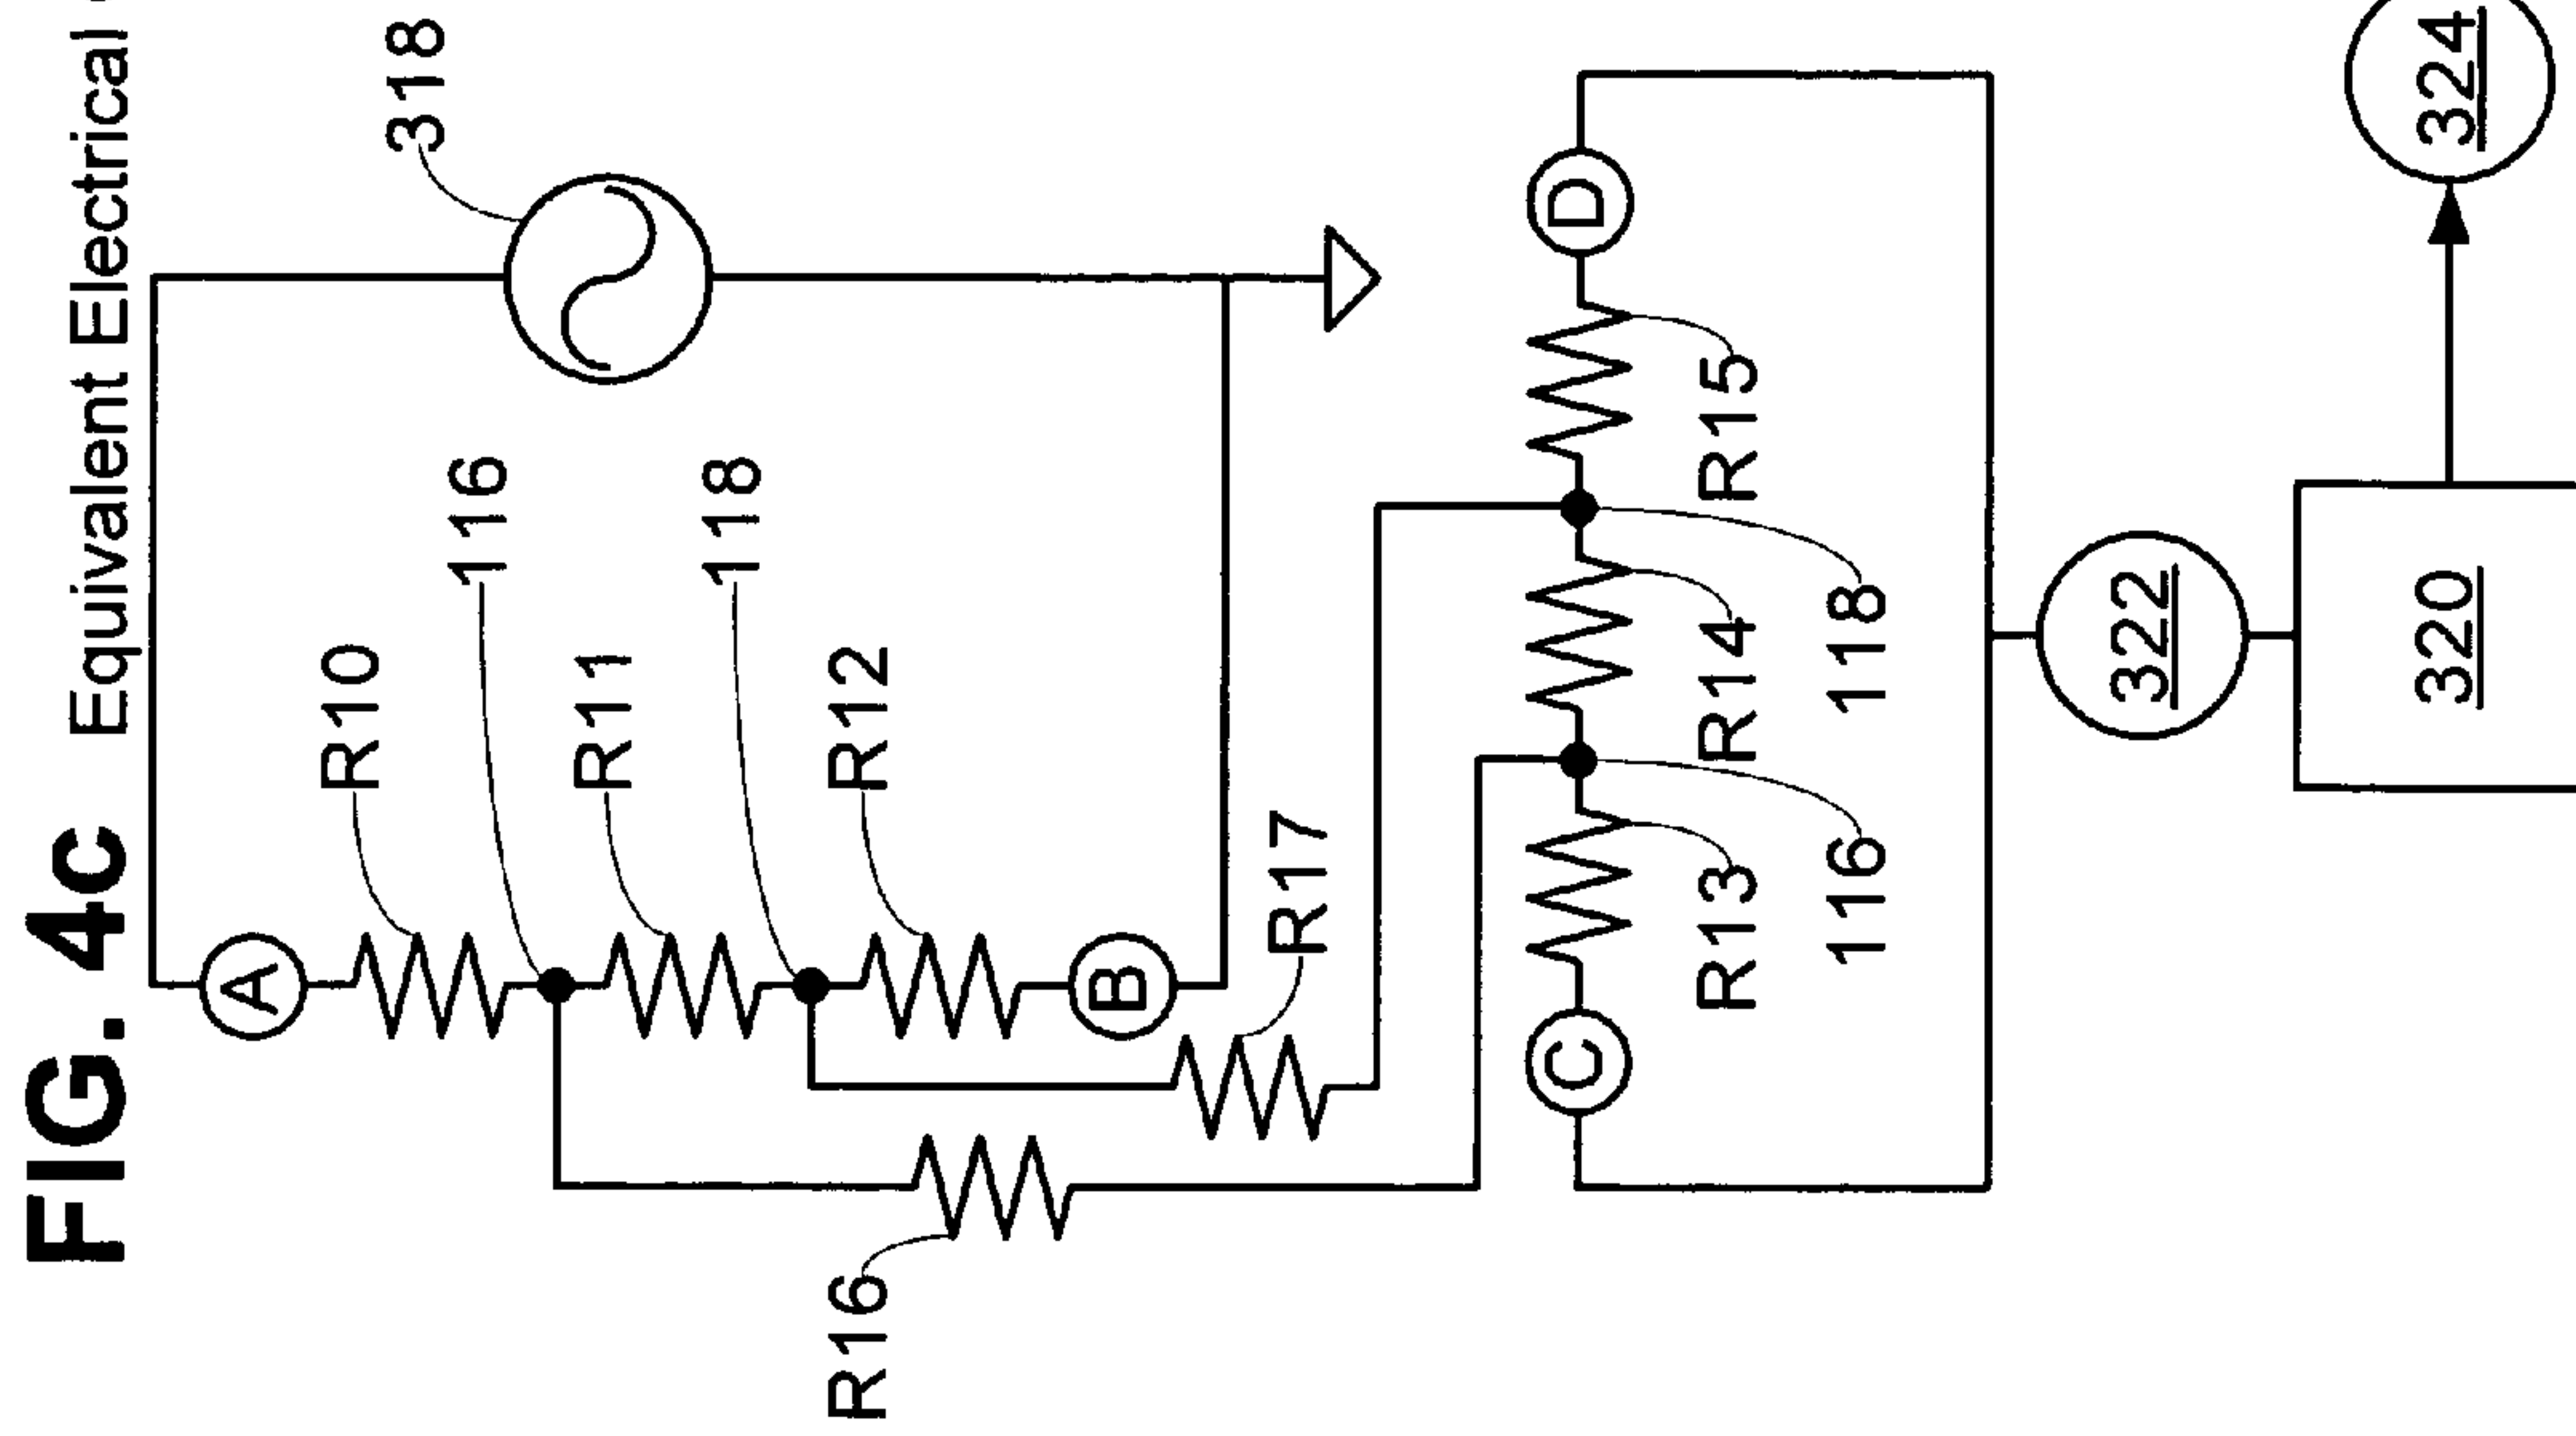 FIG. 4c Equivalent Electrical
318
A
R10
116
R11
118
R12
B
R16
R17
C
R13
116
R14
118
R15
D
322
320
324